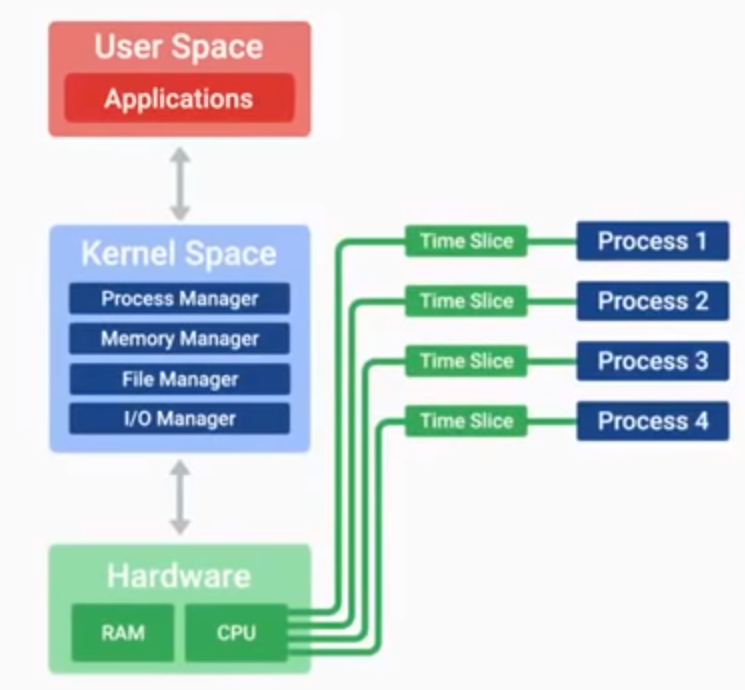 User Space
Applications
Kernel Space
Process Manager
Memory Manager
File Manager
I/O Manager
Time Slice
Process 1
Time Slice
Process 2
Time Slice
Process 3
Time Slice
Process 4
Hardware
RAM
CPU